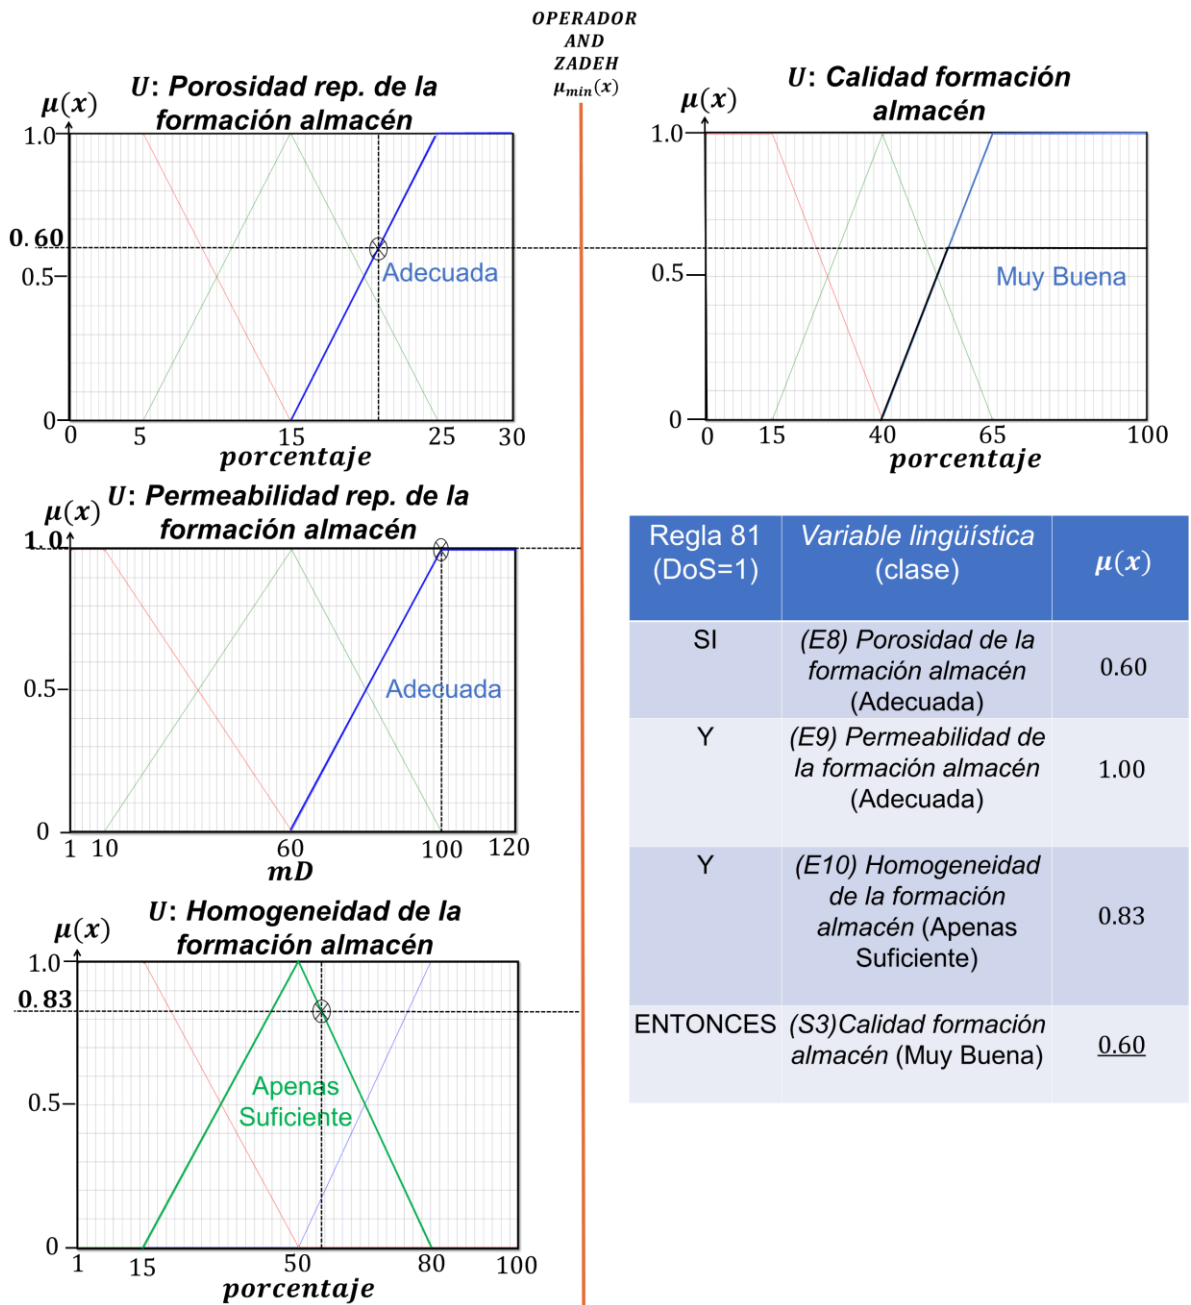 OPERADOR
AND
ZADEH
μmin(x)
U: Porosidad rep. de la
formación almacén
μ(x)
1.0
0.60
0.5
0
Adecuada
0 5 15 25 30
porcentaje
U: Calidad formación
almacén
μ(x)
1.0
0.5
0
Muy Buena
0 15 40 65 100
porcentaje
U: Permeabilidad rep. de la
formación almacén
μ(x)
1.0
0.5
0
Adecuada
1 10 60 100 120
mD
U: Homogeneidad de la
formación almacén
μ(x)
1.0
0.83
0.5
0
Apenas
Suficiente
1 15 50 80 100
porcentaje
Regla 81
(DoS=1)
Variable lingüística
(clase)
μ(x)
SI
(E8) Porosidad de la
formación almacén
(Adecuada)
0.60
Y
(E9) Permeabilidad de
la formación almacén
(Adecuada)
1.00
Y
(E10) Homogeneidad
de la formación
almacén (Apenas
Suficiente)
0.83
ENTONCES
(S3)Calidad formación
almacén (Muy Buena)
0.60